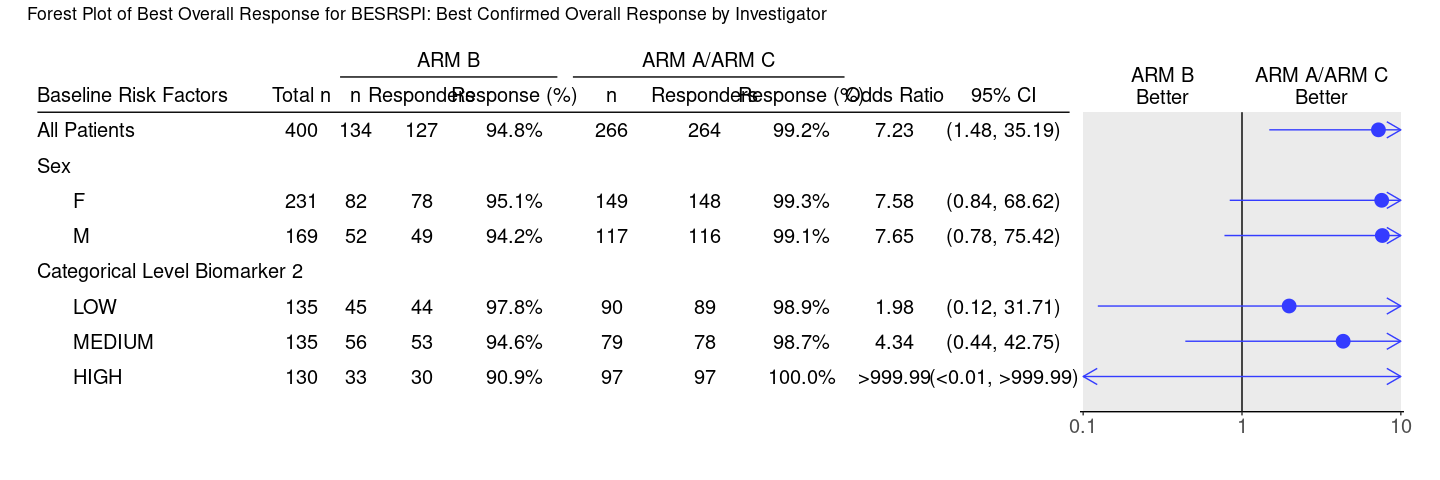 Forest Plot of Best Overall Response for BESRSPI: Best Confirmed Overall Response by Investigator
ARM B ARM A/ARM C
ARM B Better ARM A/ARM C Better
Baseline Risk Factors Total n n Responders Response (%) n Responders Response (%) Odds Ratio 95% CI
All Patients 400 134 127 94.8% 266 264 99.2% 7.23 (1.48, 35.19)
Sex
F 231 82 78 95.1% 149 148 99.3% 7.58 (0.84, 68.62)
M 169 52 49 94.2% 117 116 99.1% 7.65 (0.78, 75.42)
Categorical Level Biomarker 2
LOW 135 45 44 97.8% 90 89 98.9% 1.98 (0.12, 31.71)
MEDIUM 135 56 53 94.6% 79 78 98.7% 4.34 (0.44, 42.75)
HIGH 130 33 30 90.9% 97 97 100.0% >999.99 (<0.01, >999.99)
0.1 1 10